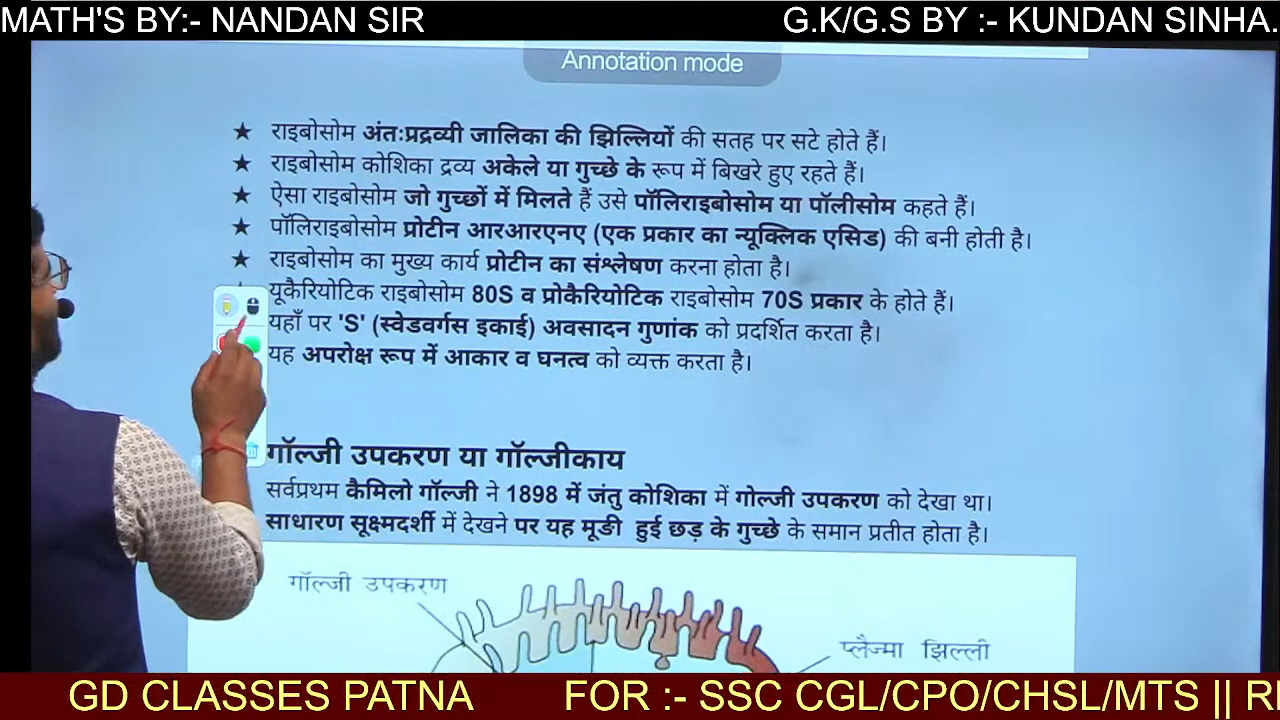 MATH'S BY:- NANDAN SIR
G.K/G.S BY :- KUNDAN SINHA.
Annotation mode
★ राइबोसोम अंतःप्रद्रव्यी जालिका की झिल्लियों की सतह पर सटे होते हैं।
★ राइबोसोम कोशिका द्रव्य अकेले या गुच्छे के रूप में बिखरे हुए रहते हैं।
★ ऐसा राइबोसोम जो गुच्छों में मिलते हैं उसे पॉलिराइबोसोम या पॉलीसोम कहते हैं।
★ पॉलिराइबोसोम प्रोटीन आरआरएनए (एक प्रकार का न्यूक्लिक एसिड) की बनी होती है।
★ राइबोसोम का मुख्य कार्य प्रोटीन का संश्लेषण करना होता है।
यूकैरियोटिक राइबोसोम 80S व प्रोकैरियोटिक राइबोसोम 70S प्रकार के होते हैं।
यहाँ पर 'S' (स्वेडवर्गस इकाई) अवसादन गुणांक को प्रदर्शित करता है।
यह अपरोक्ष रूप में आकार व घनत्व को व्यक्त करता है।
गॉल्जी उपकरण या गॉल्जीकाय
सर्वप्रथम कैमिलो गॉल्जी ने 1898 में जंतु कोशिका में गोल्जी उपकरण को देखा था।
साधारण सूक्ष्मदर्शी में देखने पर यह मूङी हुई छड़ के गुच्छे के समान प्रतीत होता है।
गॉल्जी उपकरण
प्लैज्मा झिल्ली
GD CLASSES PATNA
FOR :- SSC CGL/CPO/CHSL/MTS ||